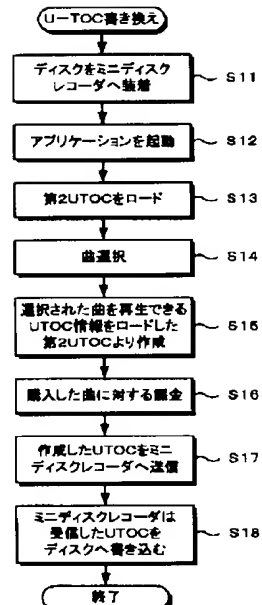 U－TOC書き換え
ディスクをミニディスク
レコーダへ装着
S11
アプリケーションを起動
S12
第2UTOCをロード
S13
曲選択
S14
選択された曲を再生できる
UTOC情報をロードした
第2UTOCより作成
S15
購入した曲に対する課金
S16
作成したUTOCをミニ
ディスクレコーダへ送信
S17
ミニディスクレコーダは
受信したUTOCを
ディスクへ書き込む
S18
終了